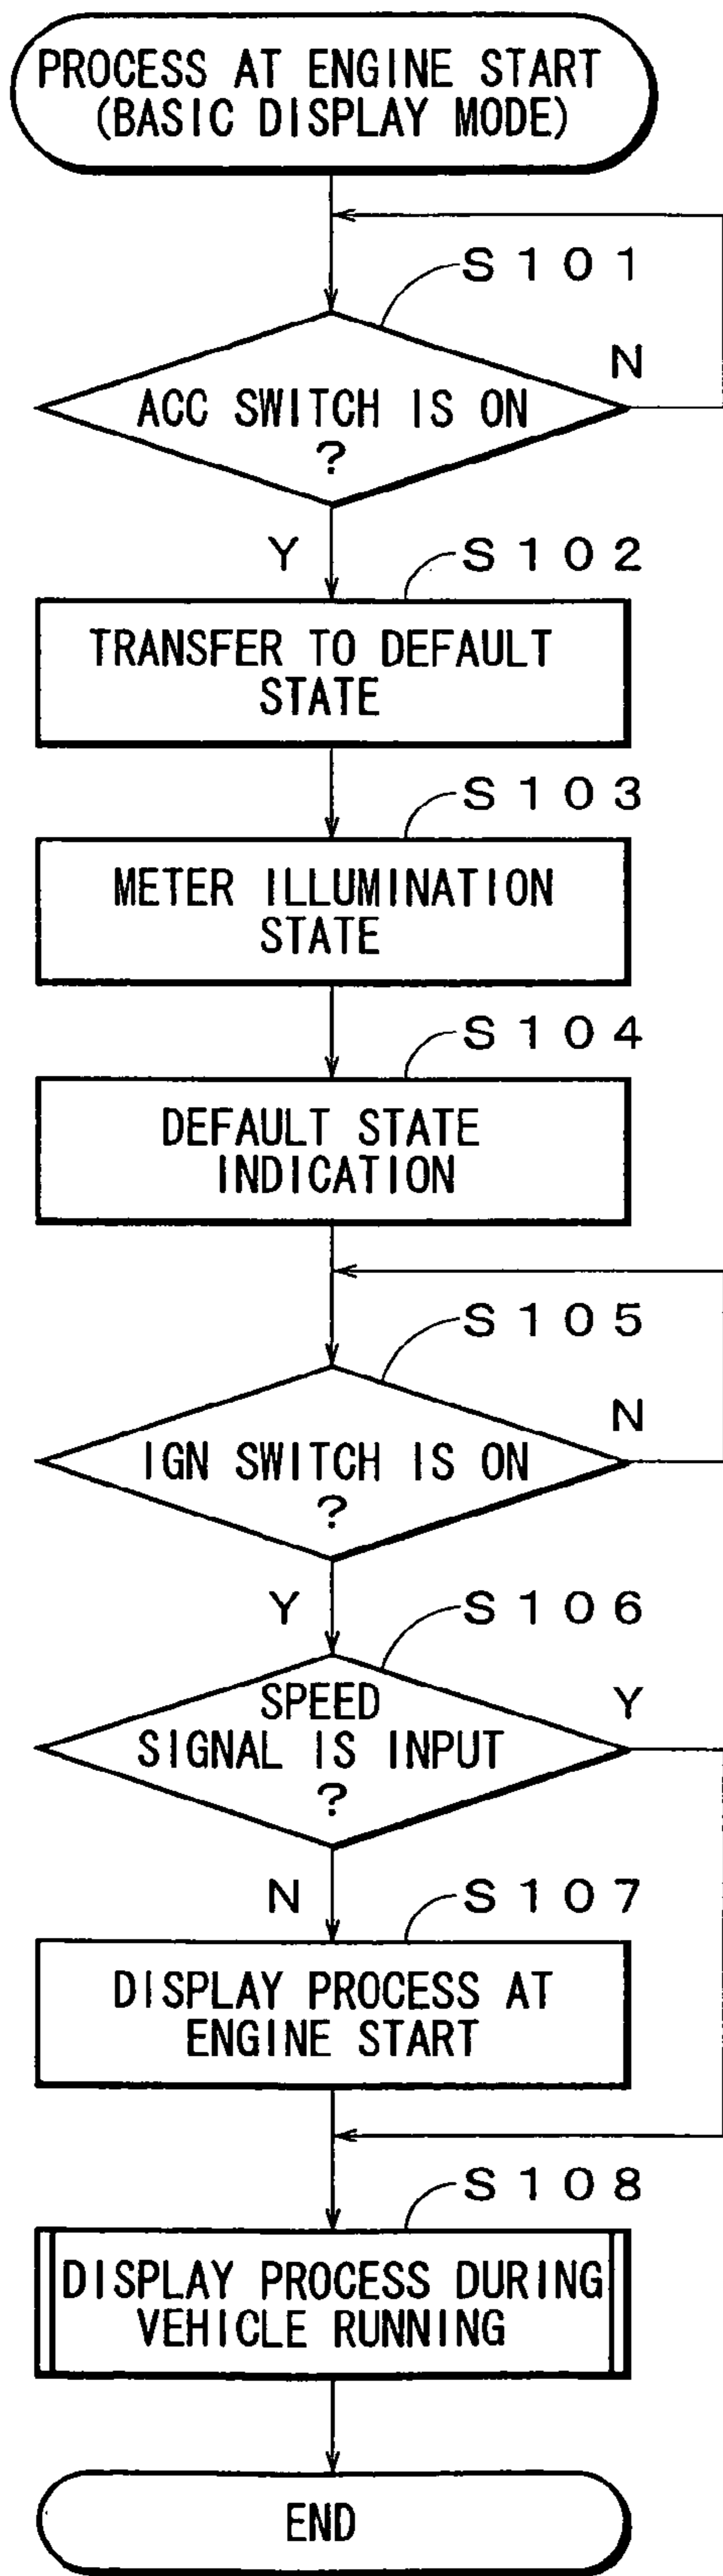 PROCESS AT ENGINE START
(BASIC DISPLAY MODE)
S101
N
ACC SWITCH IS ON
?
Y
S102
TRANSFER TO DEFAULT
STATE
S103
METER ILLUMINATION
STATE
S104
DEFAULT STATE
INDICATION
S105
N
IGN SWITCH IS ON
?
Y
S106
SPEED
Y
SIGNAL IS INPUT
?
N
S107
DISPLAY PROCESS AT
ENGINE START
S108
DISPLAY PROCESS DURING
VEHICLE RUNNING
END